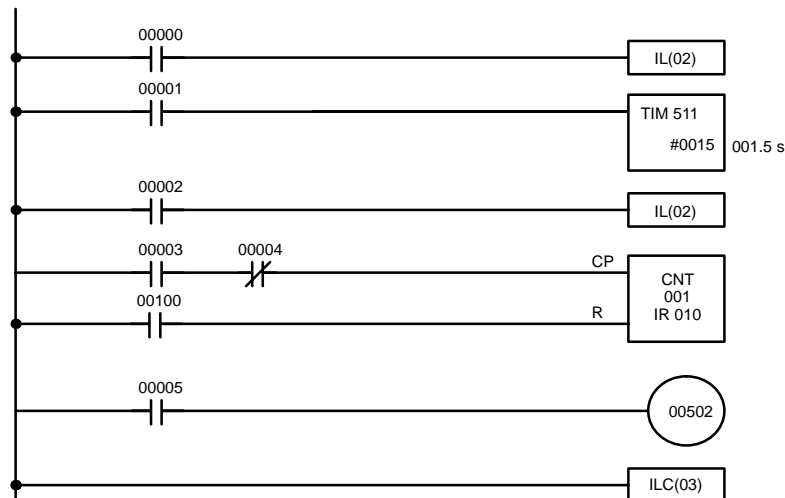 00000
IL(02)
00001
TIM 511
#0015 001.5 s
00002
IL(02)
00003 00004
CP
CNT
001
IR 010
00100
R
00005
00502
ILC(03)